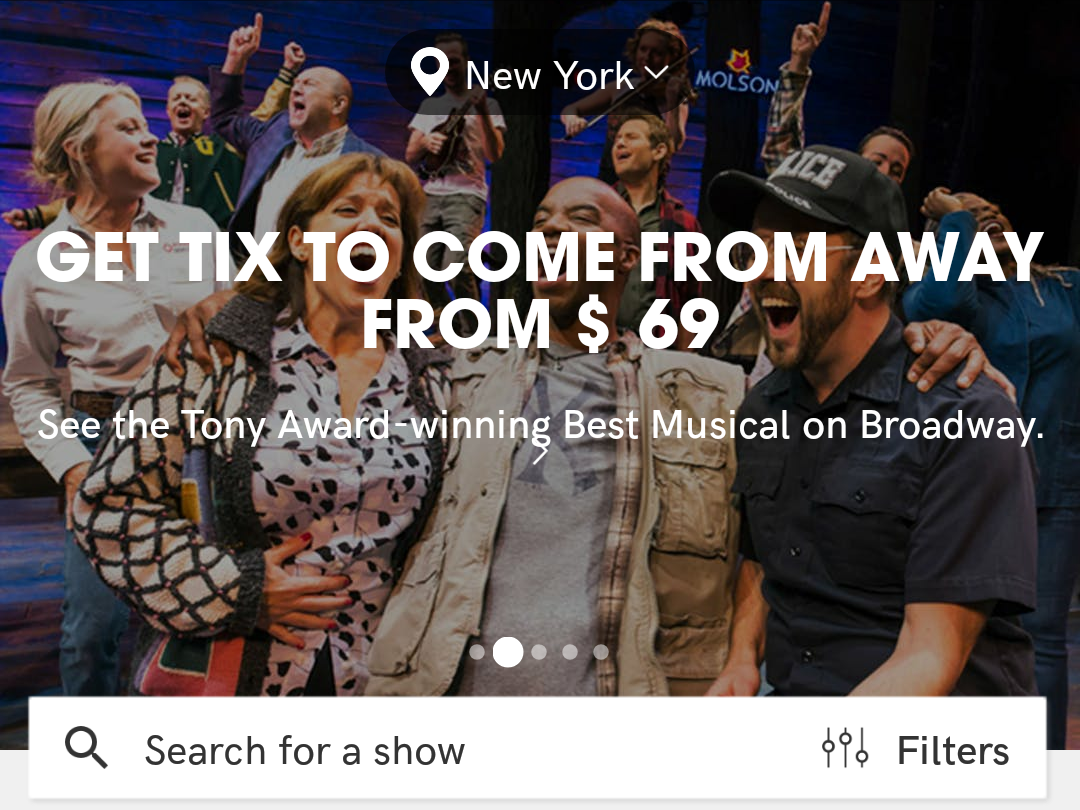 New York
MOLSON
POLICE
GET TIX TO COME FROM AWAY
FROM $ 69
See the Tony Award-winning Best Musical on Broadway.
Search for a show
Filters